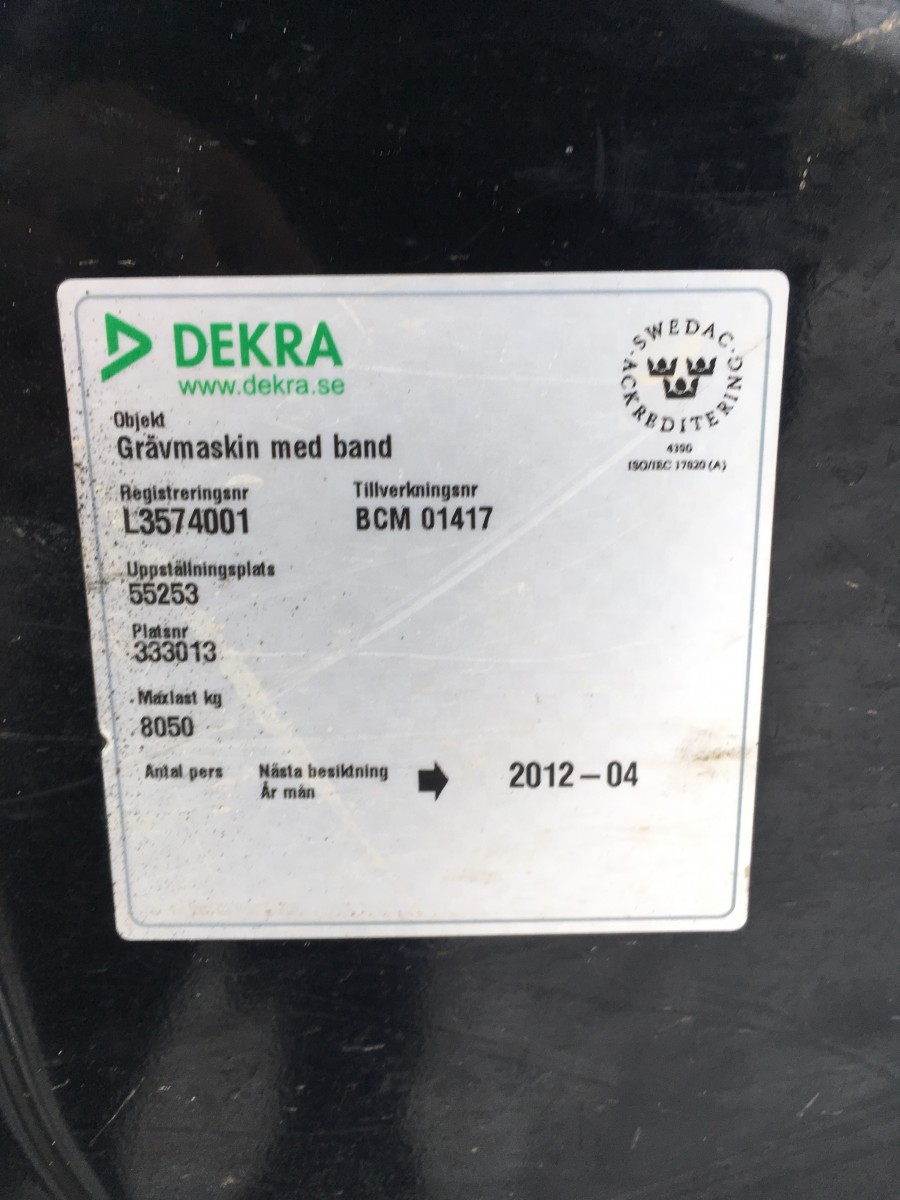 DEKRA
www.dekra.se
SWEDAC
ACKREDITERING
ISO/IEC 17020 (A)
Objekt
Grävmaskin med band
Registreringsnr Tillverkningsnr
L3574001 BCM 01417
Uppställningsplats
55253
Platsnr
333013
Maxlast kg
8050
Antal pers Nästa besiktning 2012-04
År mån